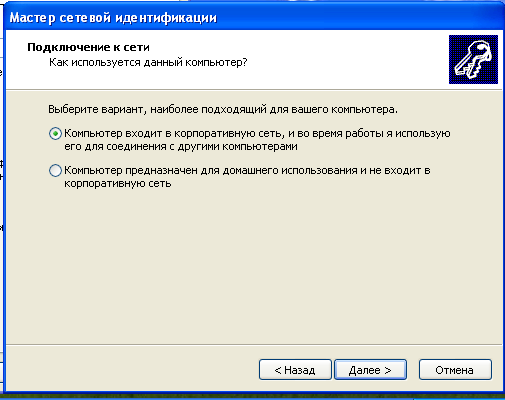 Мастер сетевой идентификации
Подключение к сети
Как используется данный компьютер?
Выберите вариант, наиболее подходящий для вашего компьютера.
Компьютер входит в корпоративную сеть, и во время работы я использую
его для соединения с другими компьютерами
Компьютер предназначен для домашнего использования и не входит в
корпоративную сеть
< Назад
Далее >
Отмена